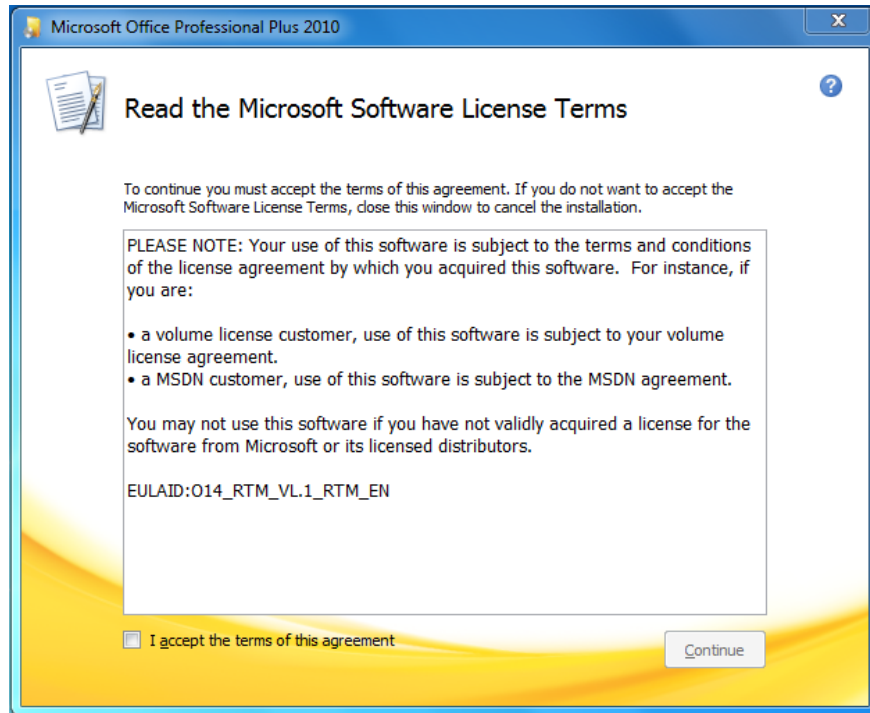 Microsoft Office Professional Plus 2010
Read the Microsoft Software License Terms
To continue you must accept the terms of this agreement. If you do not want to accept the
Microsoft Software License Terms, close this window to cancel the installation.
PLEASE NOTE: Your use of this software is subject to the terms and conditions
of the license agreement by which you acquired this software.  For instance, if
you are:
• a volume license customer, use of this software is subject to your volume
license agreement.
• a MSDN customer, use of this software is subject to the MSDN agreement.
You may not use this software if you have not validly acquired a license for the
software from Microsoft or its licensed distributors.
EULAID:O14_RTM_VL.1_RTM_EN
I accept the terms of this agreement
Continue